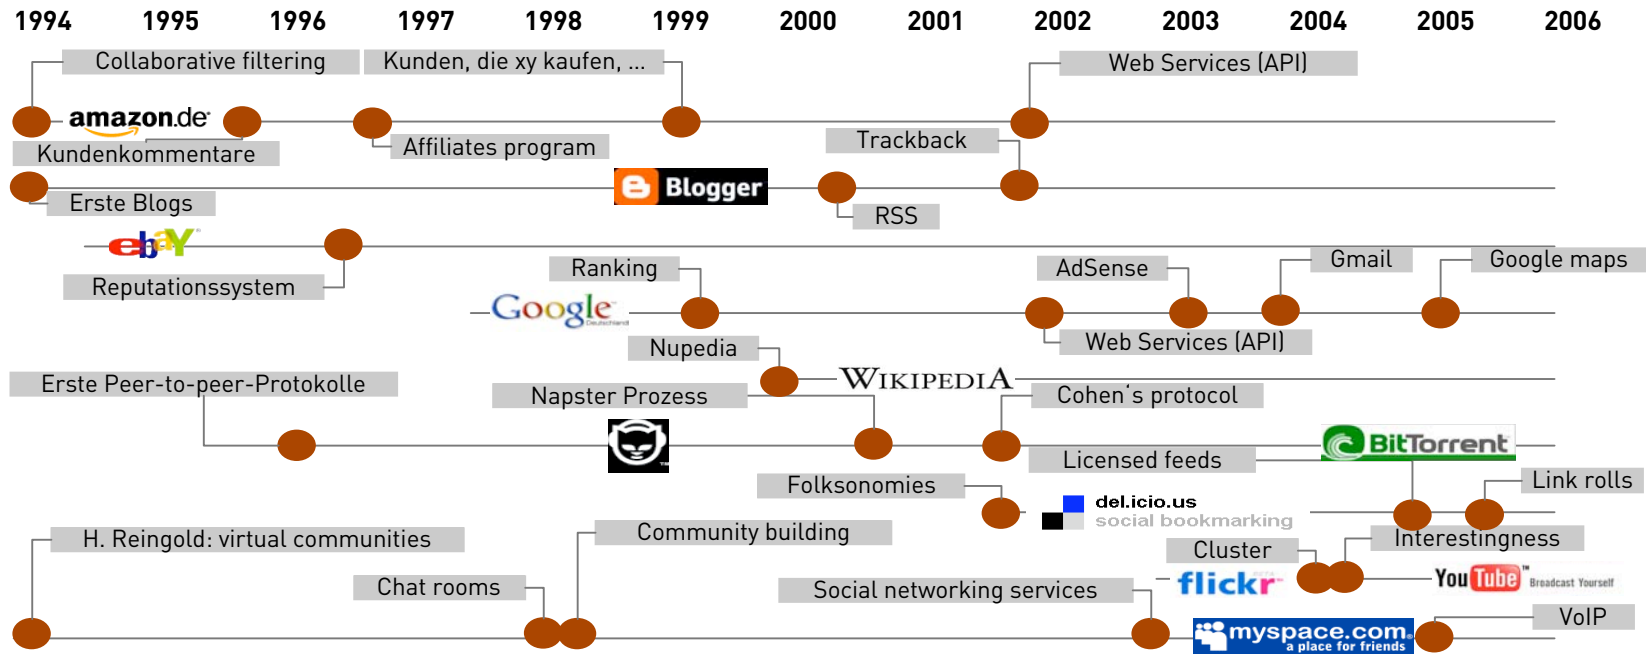 1994 1995 1996 1997 1998 1999 2000 2001 2002 2003 2004 2005 2006
Collaborative filtering Kunden, die xy kaufen, ... Web Services (API)
amazon.de
Kundenkommentare Affiliates program Trackback
Blogger
Erste Blogs RSS
ebaY
Reputationssystem Ranking AdSense Gmail Google maps
Google
Deutschland
Nupedia Web Services (API)
WIKIPEDIA
Erste Peer-to-peer-Protokolle Napster Prozess Cohen‘s protocol
BitTorrent
Licensed feeds
Folksonomies del.icio.us Link rolls
social bookmarking
H. Reingold: virtual communities Community building Cluster Interestingness
flickr BETA YouTube™ Broadcast Yourself
Chat rooms Social networking services
myspace.com® VoIP
a place for friends